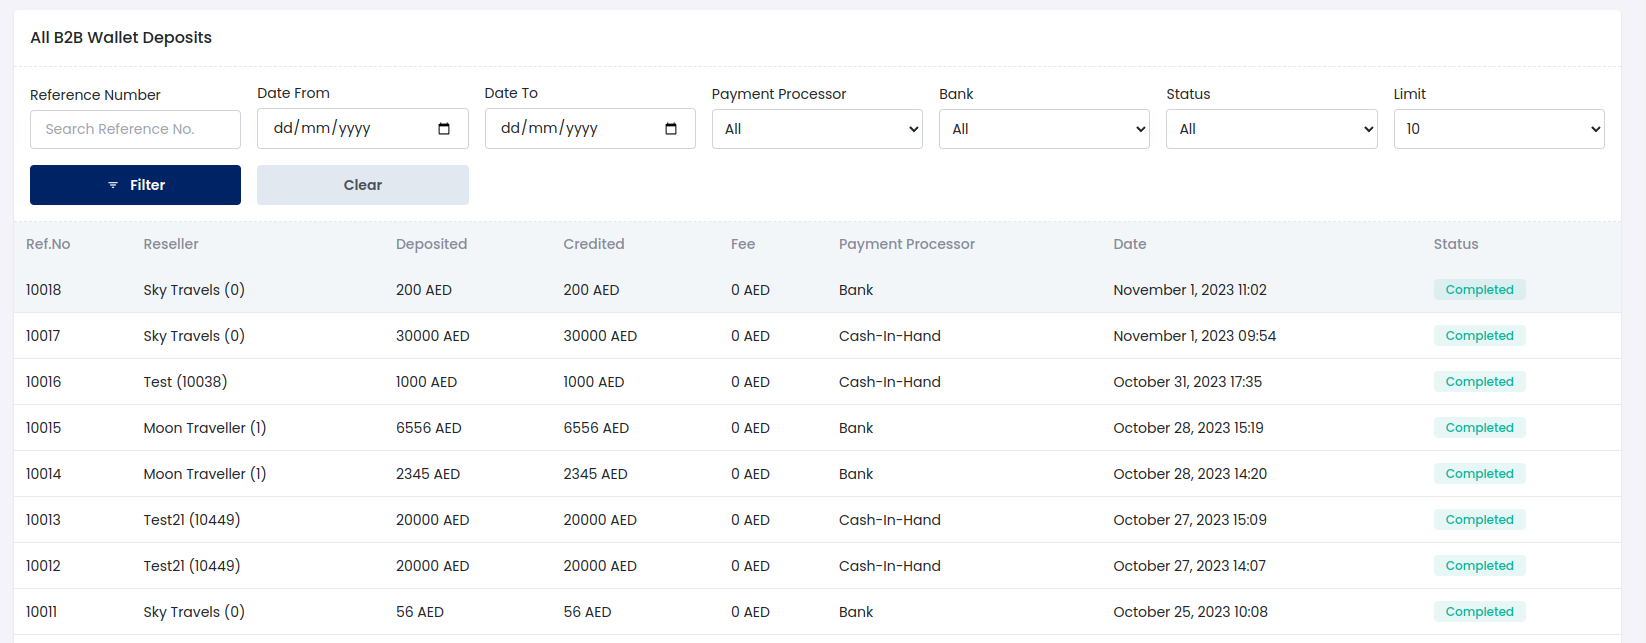 All B2B Wallet Deposits
Reference Number Date From Date To Payment Processor Bank Status Limit
Search Reference No. dd/mm/yyyy dd/mm/yyyy All All All 10
Filter Clear
Ref.No Reseller Deposited Credited Fee Payment Processor Date Status
10018 Sky Travels (0) 200 AED 200 AED 0 AED Bank November 1, 2023 11:02 Completed
10017 Sky Travels (0) 30000 AED 30000 AED 0 AED Cash-In-Hand November 1, 2023 09:54 Completed
10016 Test (10038) 1000 AED 1000 AED 0 AED Cash-In-Hand October 31, 2023 17:35 Completed
10015 Moon Traveller (1) 6556 AED 6556 AED 0 AED Bank October 28, 2023 15:19 Completed
10014 Moon Traveller (1) 2345 AED 2345 AED 0 AED Bank October 28, 2023 14:20 Completed
10013 Test21 (10449) 20000 AED 20000 AED 0 AED Cash-In-Hand October 27, 2023 15:09 Completed
10012 Test21 (10449) 20000 AED 20000 AED 0 AED Cash-In-Hand October 27, 2023 14:07 Completed
10011 Sky Travels (0) 56 AED 56 AED 0 AED Bank October 25, 2023 10:08 Completed